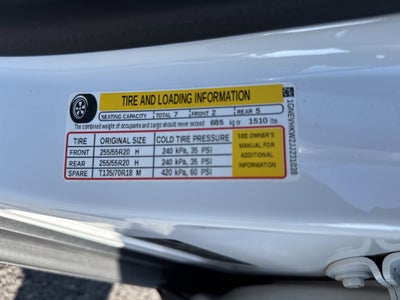 TIRE AND LOADING INFORMATION
SEATING CAPACITY TOTAL 7 FRONT 2 REAR 5
The combined weight of occupants and cargo should never exceed 685 kg or 1510 lbs.
TIRE ORIGINAL SIZE COLD TIRE PRESSURE
FRONT 255/55R20 H 240 kPa, 35 PSI
REAR 255/55R20 H 240 kPa, 35 PSI
SPARE T135/70R18 M 420 kPa, 60 PSI
SEE OWNER'S
MANUAL FOR
ADDITIONAL
INFORMATION